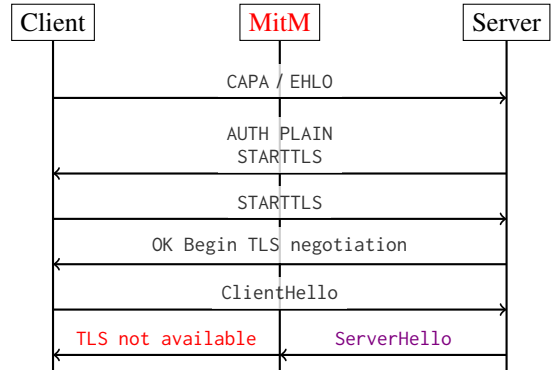 Client MitM Server
CAPA / EHLO
AUTH PLAIN
STARTTLS
STARTTLS
OK Begin TLS negotiation
ClientHello
TLS not available ServerHello